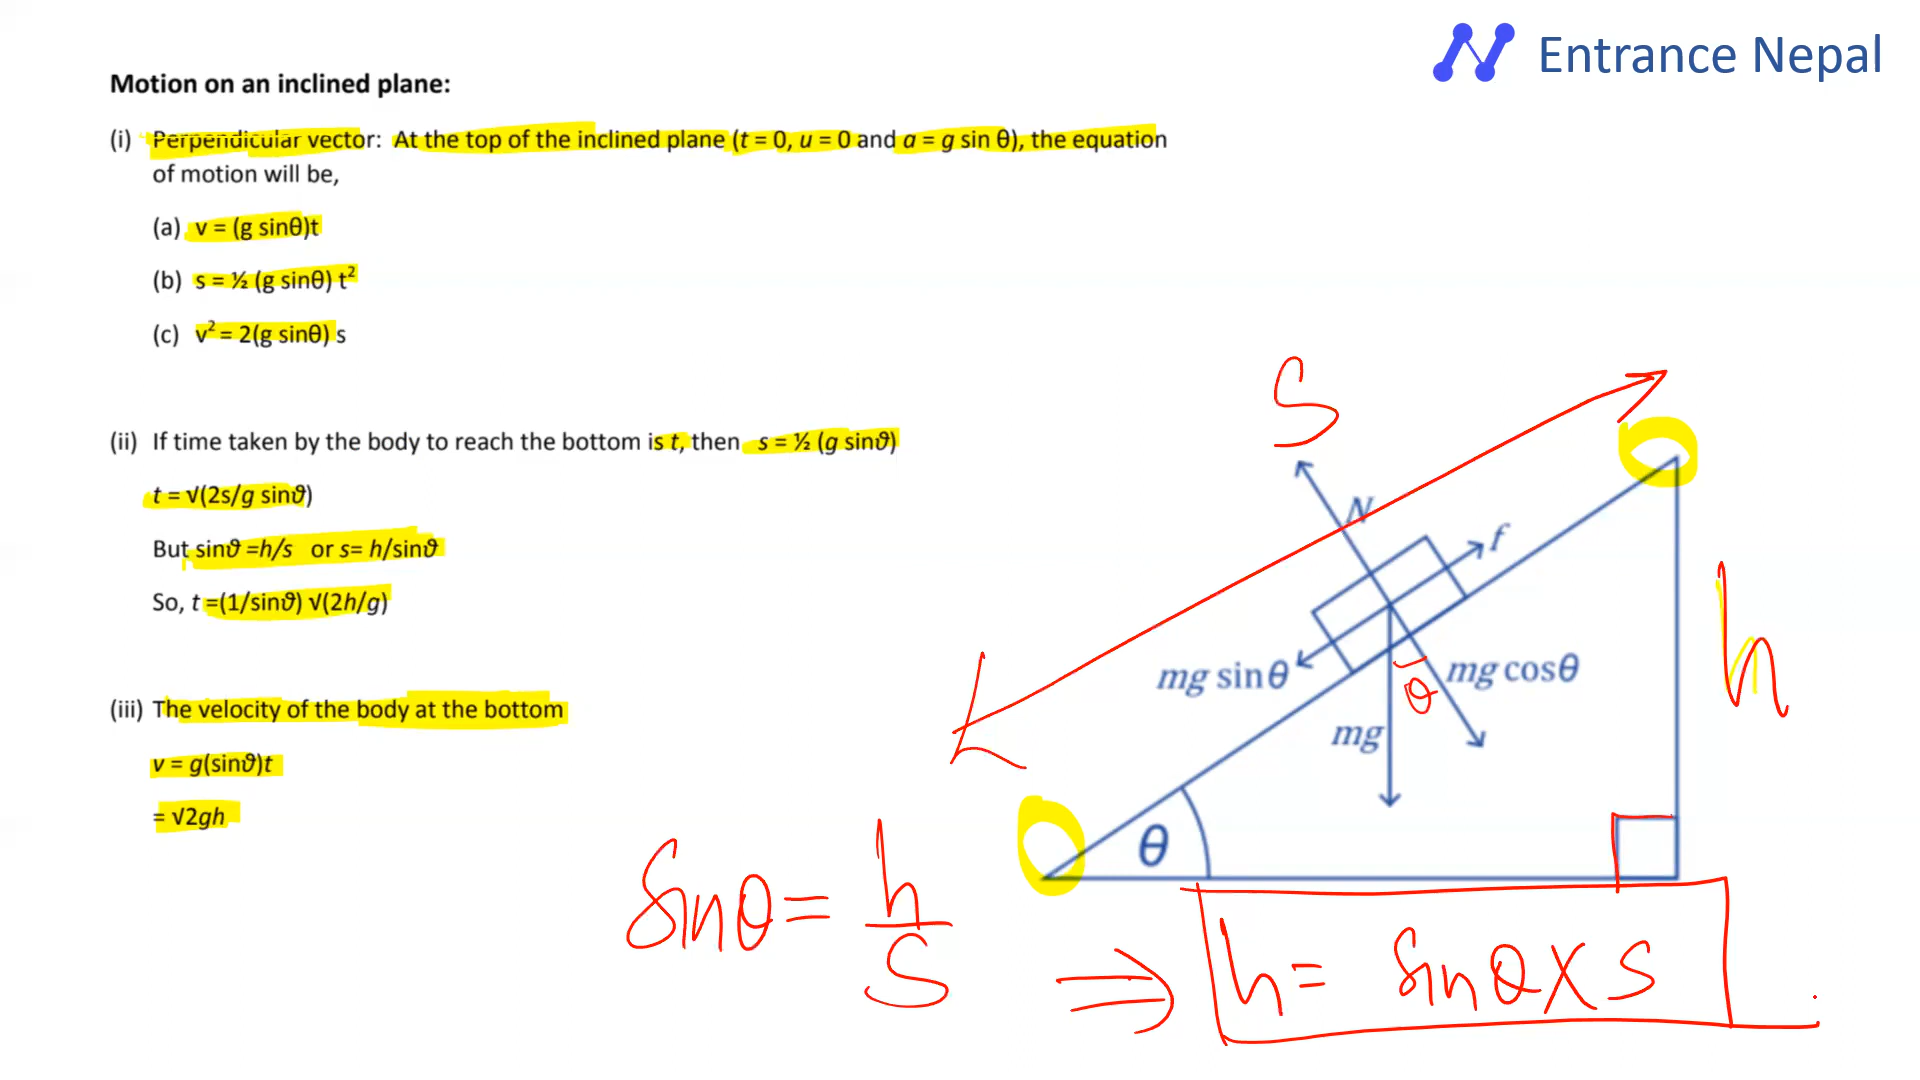 Entrance Nepal
Motion on an inclined plane:
(i) Perpendicular vector: At the top of the inclined plane (t = 0, u = 0 and a = g sin θ), the equation
of motion will be,
(a) v = (g sinθ)t
(b) s = ½ (g sinθ) t²
(c) v² = 2(g sinθ) s
(ii) If time taken by the body to reach the bottom is t, then s = ½ (g sinϑ)
t = √(2s/g sinϑ)
But sinϑ =h/s or s= h/sinϑ
So, t =(1/sinϑ) √(2h/g)
(iii) The velocity of the body at the bottom
v = g(sinϑ)t
= √2gh
S
N
f
h
mg sinθ
mg cosθ
θ
mg
θ
sinθ = h/S
⇒ h = sinθ × s